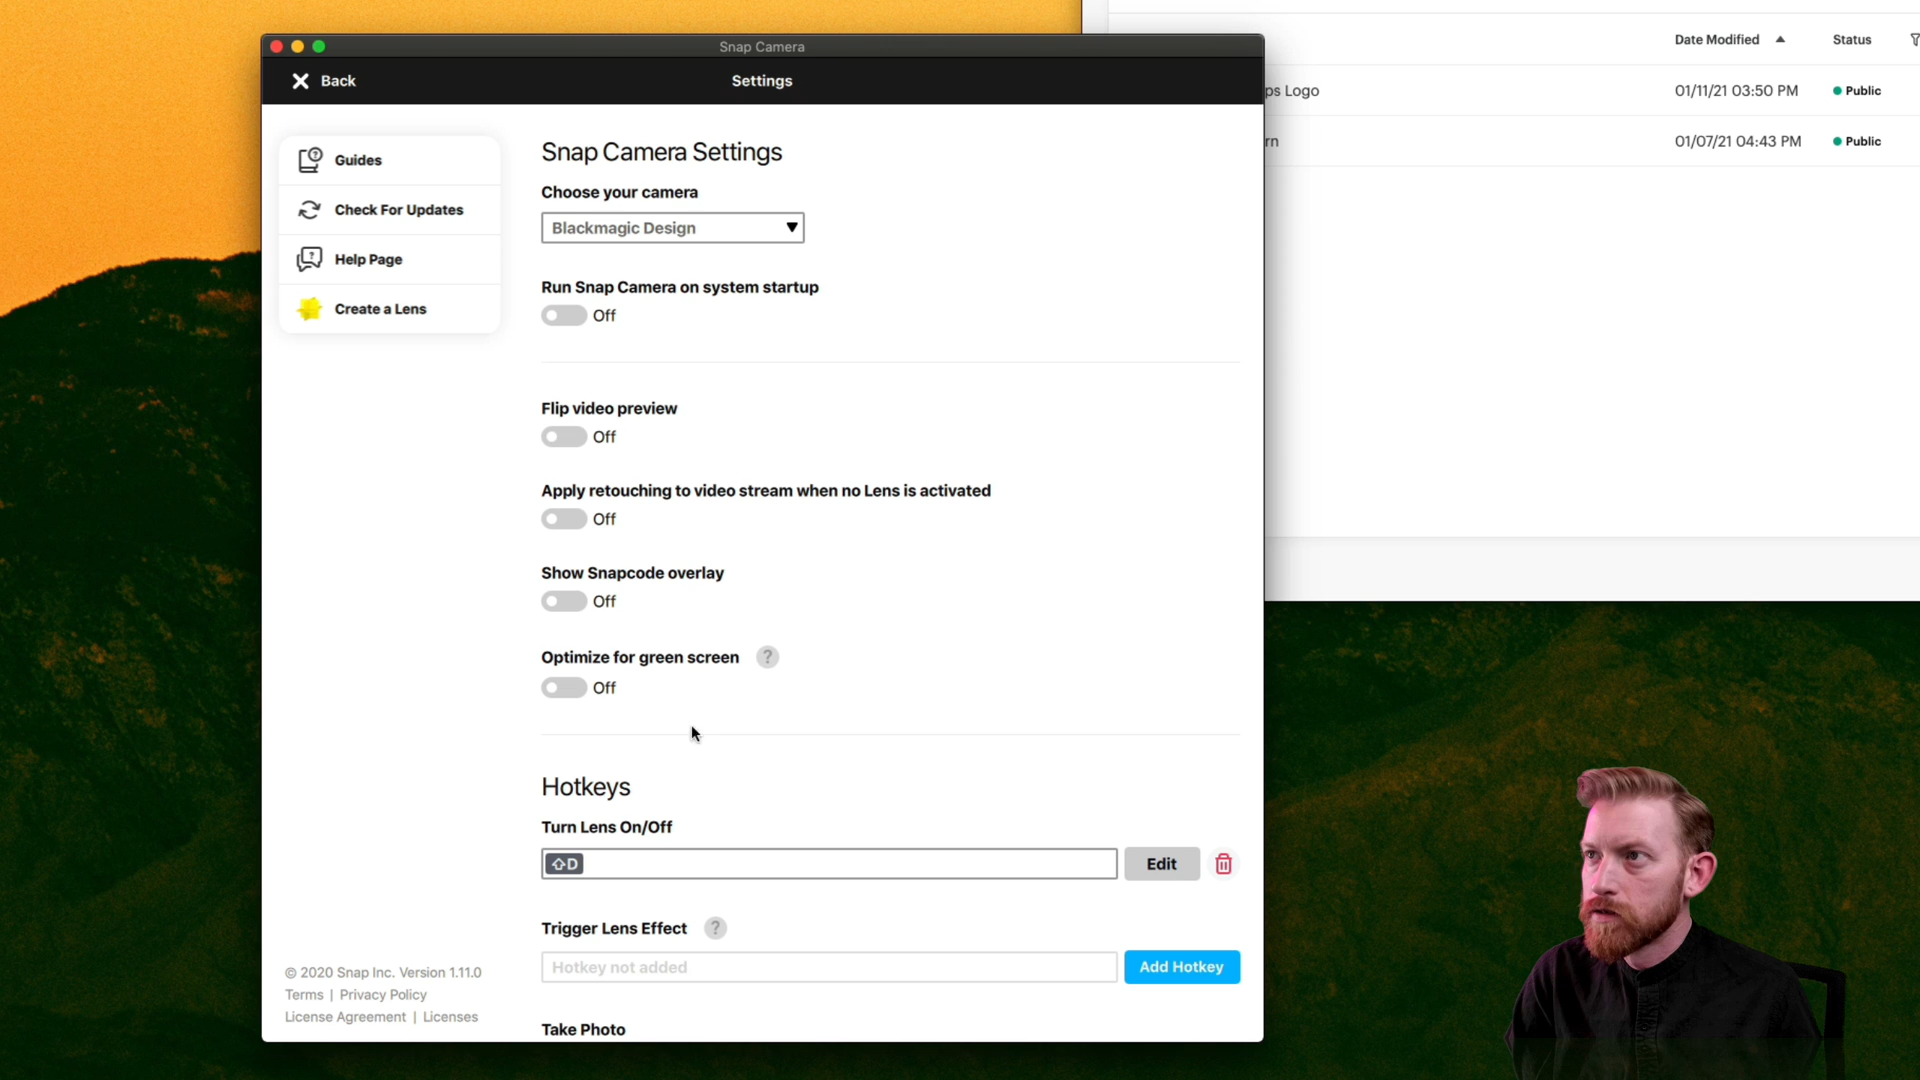 Snap Camera
Back
Settings
Guides
Check For Updates
Help Page
Create a Lens
Snap Camera Settings
Choose your camera
Blackmagic Design
Run Snap Camera on system startup
Off
Flip video preview
Off
Apply retouching to video stream when no Lens is activated
Off
Show Snapcode overlay
Off
Optimize for green screen ?
Off
Hotkeys
Turn Lens On/Off
⇧D
Edit
Trigger Lens Effect ?
Hotkey not added
Add Hotkey
Take Photo
© 2020 Snap Inc. Version 1.11.0
Terms | Privacy Policy
License Agreement | Licenses
Date Modified Status
ps Logo 01/11/21 03:50 PM Public
rn 01/07/21 04:43 PM Public